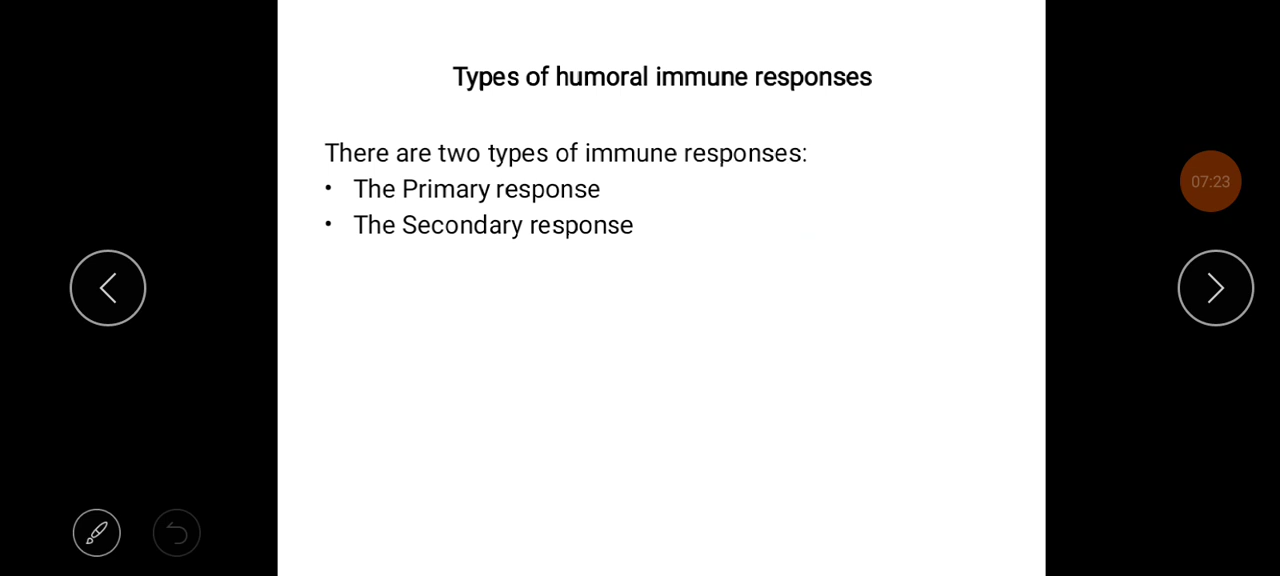 Types of humoral immune responses
There are two types of immune responses:
• The Primary response
• The Secondary response
07:23